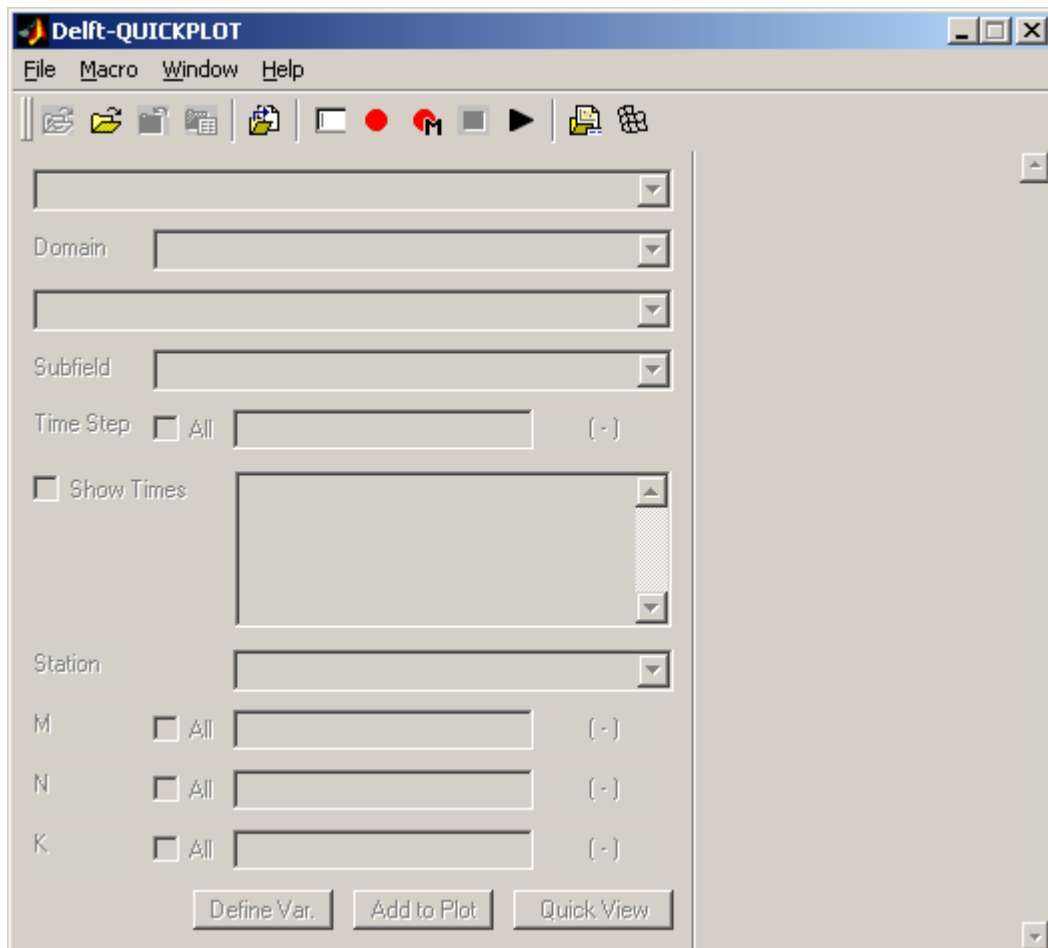 Delft-QUICKPLOT
File Macro Window Help
M
Domain
Subfield
Time Step All (-)
Show Times
Station
M All (-)
N All (-)
K All (-)
Define Var. Add to Plot Quick View